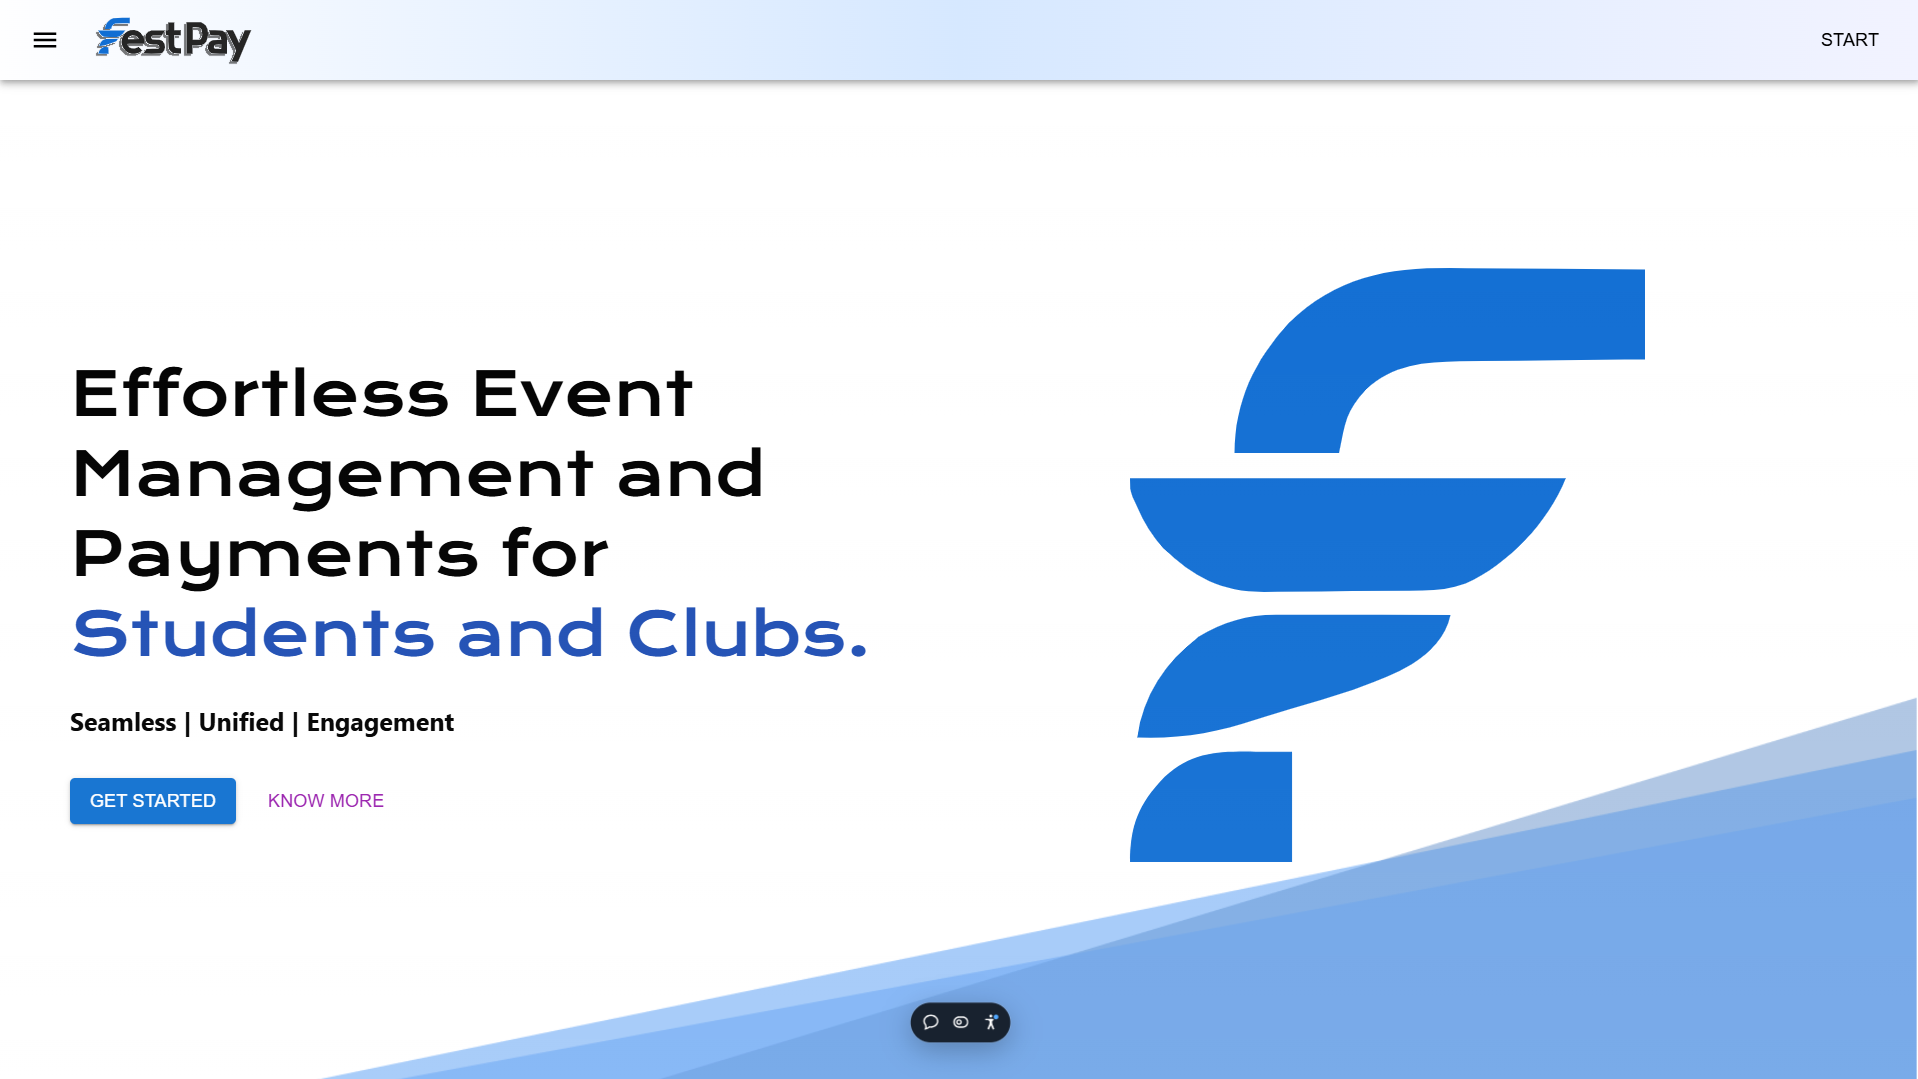 FestPay
START
Effortless Event
Management and
Payments for
Students and Clubs.
Seamless | Unified | Engagement
GET STARTED
KNOW MORE